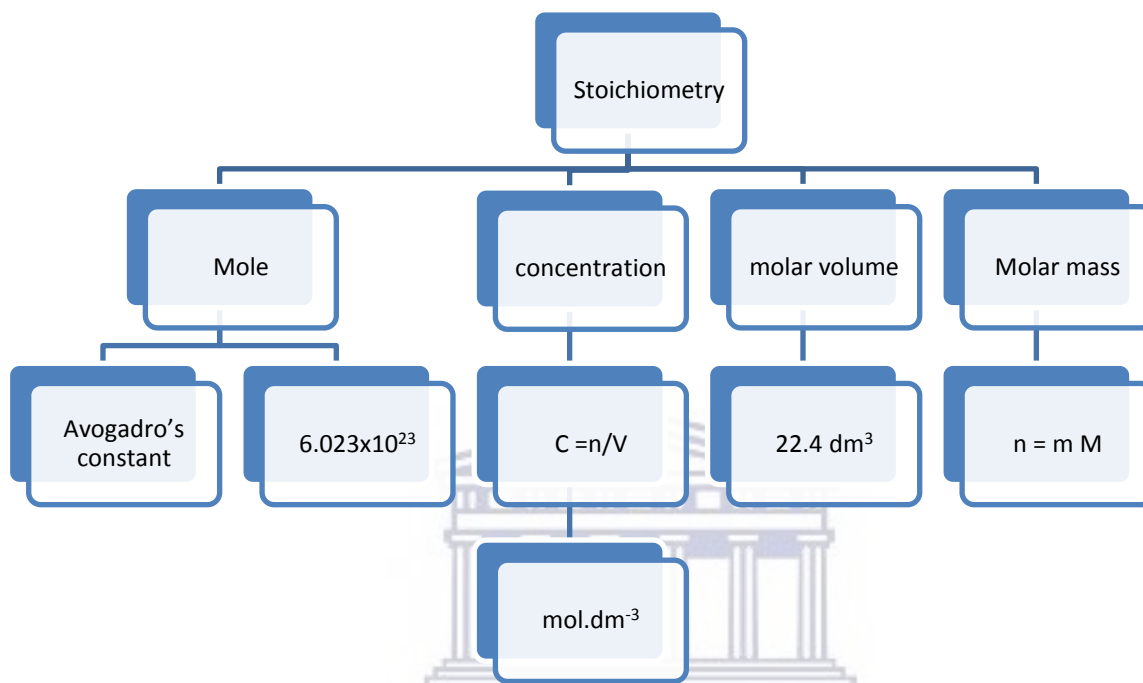 Stoichiometry
Mole
concentration
molar volume
Molar mass
Avogadro’s
constant
6.023x10²³
C =n/V
22.4 dm³
n = m M
mol.dm⁻³